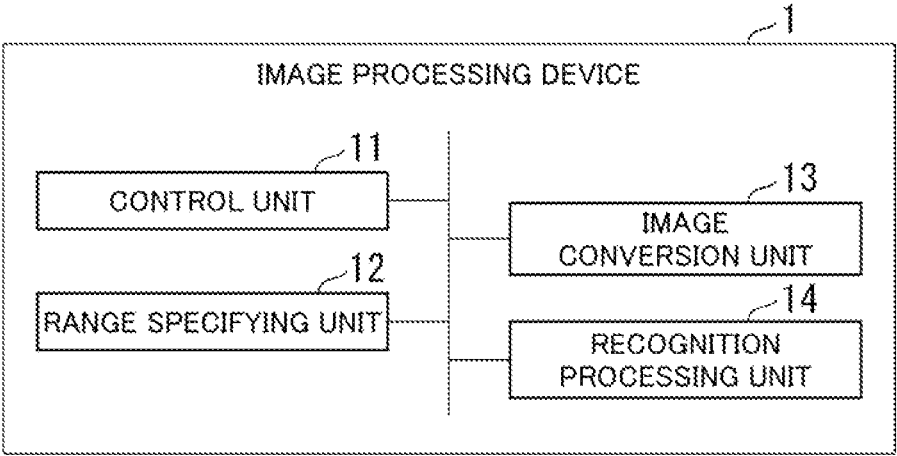 1
IMAGE PROCESSING DEVICE
11
CONTROL UNIT
12
RANGE SPECIFYING UNIT
13
IMAGE
CONVERSION UNIT
14
RECOGNITION
PROCESSING UNIT